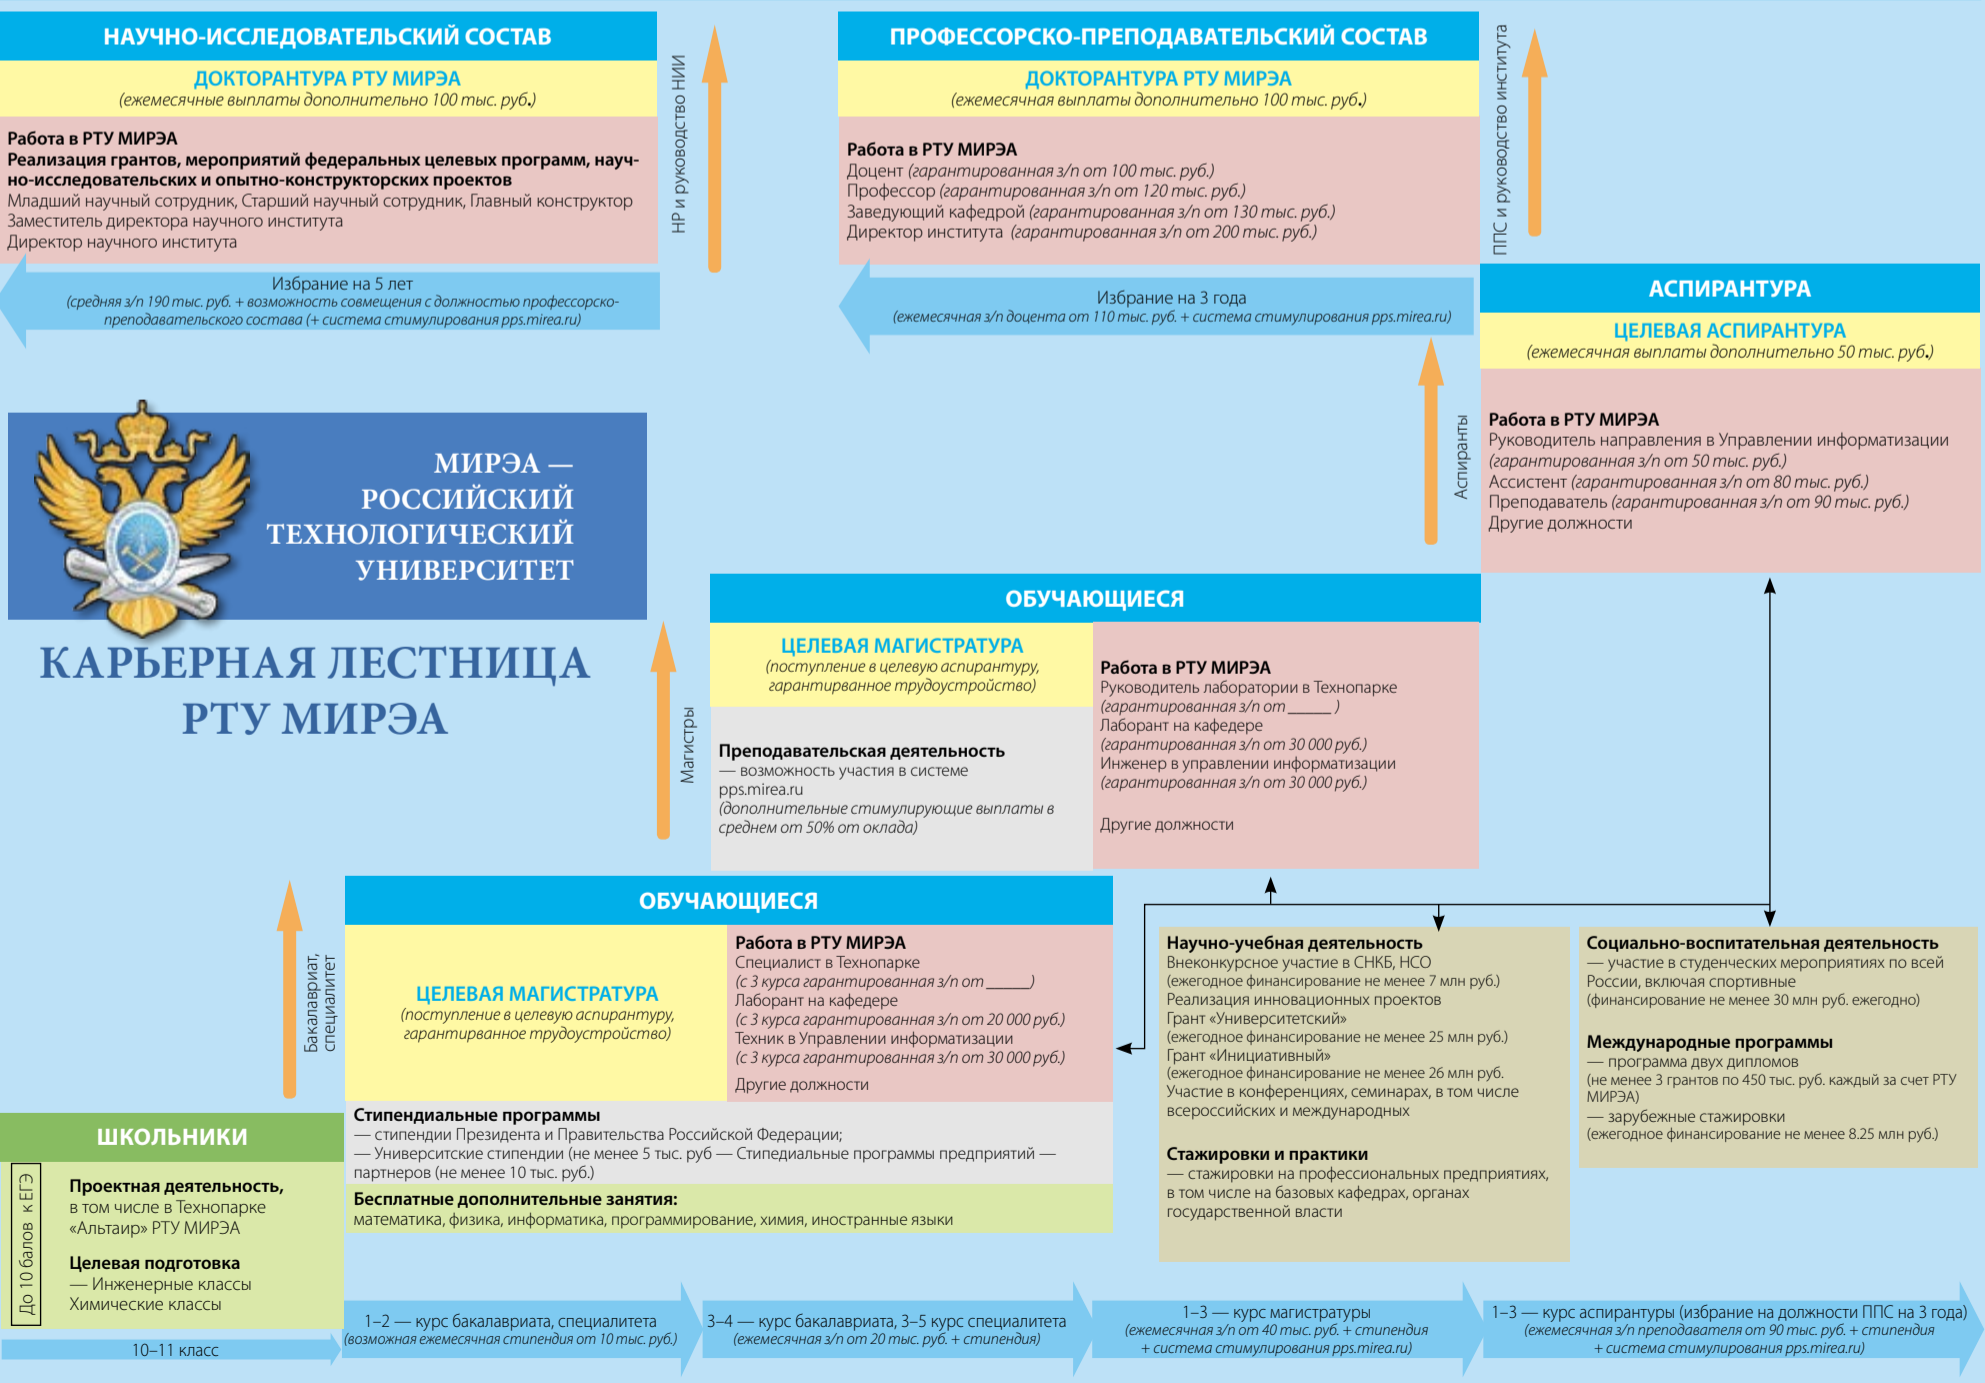 НАУЧНО-ИССЛЕДОВАТЕЛЬСКИЙ СОСТАВ
ДОКТОРАНТУРА РТУ МИРЭА
(ежемесячные выплаты дополнительно 100 тыс. руб.)
Работа в РТУ МИРЭА
Реализация грантов, мероприятий федеральных целевых программ, науч-
но-исследовательских и опытно-конструкторских проектов
Младший научный сотрудник, Старший научный сотрудник, Главный конструктор
Заместитель директора научного института
Директор научного института
Избрание на 5 лет
(средняя з/п 190 тыс. руб. + возможность совмещения с должностью профессорско-
преподавательского состава (+ система стимулирования pps.mirea.ru)
НР и руководство НИИ
ПРОФЕССОРСКО-ПРЕПОДАВАТЕЛЬСКИЙ СОСТАВ
ДОКТОРАНТУРА РТУ МИРЭА
(ежемесячная выплаты дополнительно 100 тыс. руб.)
Работа в РТУ МИРЭА
Доцент (гарантированная з/п от 100 тыс. руб.)
Профессор (гарантированная з/п от 120 тыс. руб.)
Заведующий кафедрой (гарантированная з/п от 130 тыс. руб.)
Директор института (гарантированная з/п от 200 тыс. руб.)
Избрание на 3 года
(ежемесячная з/п доцента от 110 тыс. руб. + система стимулирования pps.mirea.ru)
ППС и руководство института
АСПИРАНТУРА
ЦЕЛЕВАЯ АСПИРАНТУРА
(ежемесячная выплаты дополнительно 50 тыс. руб.)
Работа в РТУ МИРЭА
Руководитель направления в Управлении информатизации
(гарантированная з/п от 50 тыс. руб.)
Ассистент (гарантированная з/п от 80 тыс. руб.)
Преподаватель (гарантированная з/п от 90 тыс. руб.)
Другие должности
Аспиранты
МИРЭА —
РОССИЙСКИЙ
ТЕХНОЛОГИЧЕСКИЙ
УНИВЕРСИТЕТ
КАРЬЕРНАЯ ЛЕСТНИЦА
РТУ МИРЭА
Магистры
ОБУЧАЮЩИЕСЯ
ЦЕЛЕВАЯ МАГИСТРАТУРА
(поступление в целевую аспирантуру,
гарантирванное трудоустройство)
Преподавательская деятельность
— возможность участия в системе
pps.mirea.ru
(дополнительные стимулирующие выплаты в
среднем от 50% от оклада)
Работа в РТУ МИРЭА
Руководитель лаборатории в Технопарке
(гарантированная з/п от _____ )
Лаборант на кафедере
(гарантированная з/п от 30 000 руб.)
Инженер в управлении информатизации
(гарантированная з/п от 30 000 руб.)
Другие должности
Бакалавриат,
специалитет
ОБУЧАЮЩИЕСЯ
ЦЕЛЕВАЯ МАГИСТРАТУРА
(поступление в целевую аспирантуру,
гарантирванное трудоустройство)
Работа в РТУ МИРЭА
Специалист в Технопарке
(с 3 курса гарантированная з/п от _____)
Лаборант на кафедере
(с 3 курса гарантированная з/п от 20 000 руб.)
Техник в Управлении информатизации
(с 3 курса гарантированная з/п от 30 000 руб.)
Другие должности
Стипендиальные программы
— стипендии Президента и Правительства Российской Федерации;
— Университские стипендии (не менее 5 тыс. руб — Стипедиальные программы предприятий —
партнеров (не менее 10 тыс. руб.)
Бесплатные дополнительные занятия:
математика, физика, информатика, программирование, химия, иностранные языки
Научно-учебная деятельность
Внеконкурсное участие в СНКБ, НСО
(ежегодное финансирование не менее 7 млн руб.)
Реализация инновационных проектов
Грант «Университетский»
(ежегодное финансирование не менее 25 млн руб.)
Грант «Инициативный»
(ежегодное финансирование не менее 26 млн руб.
Участие в конференциях, семинарах, в том числе
всероссийских и международных
Стажировки и практики
— стажировки на профессиональных предприятиях,
в том числе на базовых кафедрах, органах
государственной власти
Социально-воспитательная деятельность
— участие в студенческих мероприятиях по всей
России, включая спортивные
(финансирование не менее 30 млн руб. ежегодно)
Международные программы
— программа двух дипломов
(не менее 3 грантов по 450 тыс. руб. каждый за счет РТУ
МИРЭА)
— зарубежные стажировки
(ежегодное финансирование не менее 8.25 млн руб.)
ШКОЛЬНИКИ
До 10 балов к ЕГЭ
Проектная деятельность,
в том числе в Технопарке
«Альтаир» РТУ МИРЭА
Целевая подготовка
— Инженерные классы
Химические классы
10–11 класс
1–2 — курс бакалавриата, специалитета
(возможная ежемесячная стипендия от 10 тыс. руб.)
3–4 — курс бакалавриата, 3–5 курс специалитета
(ежемесячная з/п от 20 тыс. руб. + стипендия)
1–3 — курс магистратуры
(ежемесячная з/п от 40 тыс. руб. + стипендия
+ система стимулирования pps.mirea.ru)
1–3 — курс аспирантуры (избрание на должности ППС на 3 года)
(ежемесячная з/п преподавателя от 90 тыс. руб. + стипендия
+ система стимулирования pps.mirea.ru)